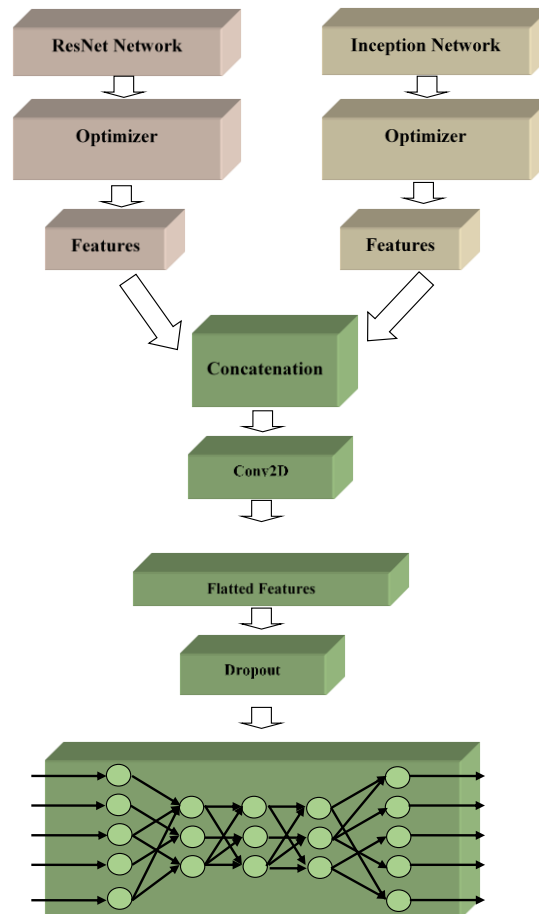 ResNet Network
Inception Network
Optimizer
Optimizer
Features
Features
Concatenation
Conv2D
Flatted Features
Dropout